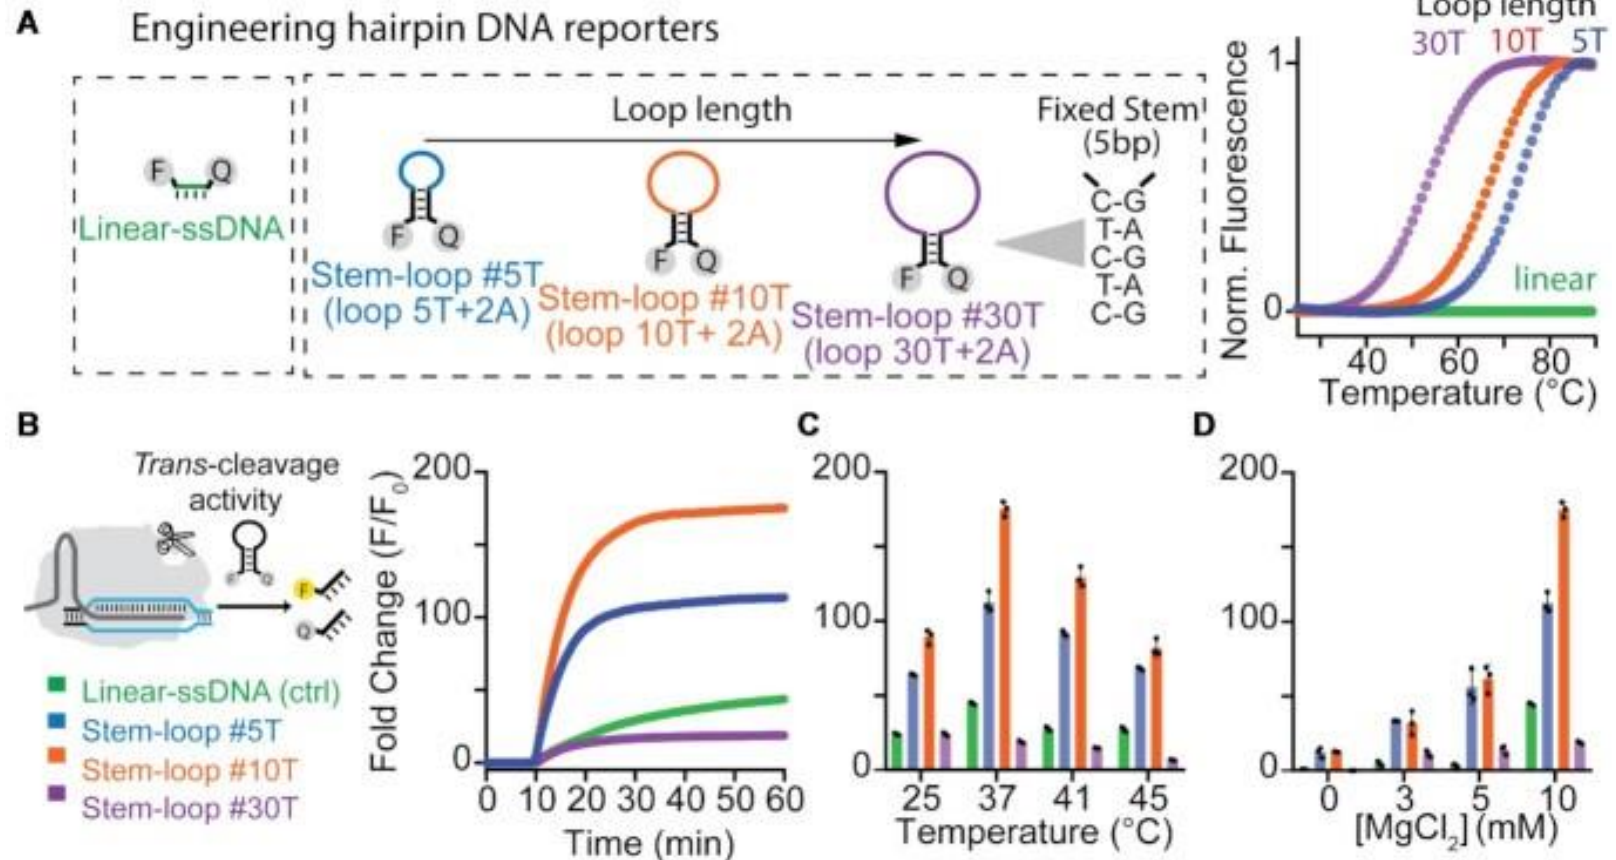 A
Engineering hairpin DNA reporters
F Q
Linear-ssDNA
Loop length
F Q
Stem-loop #5T
(loop 5T+2A)
F Q
Stem-loop #10T
(loop 10T+ 2A)
F Q
Stem-loop #30T
(loop 30T+2A)
Fixed Stem
(5bp)
C-G
T-A
C-G
T-A
C-G
Loop length
30T 10T 5T
Norm. Fluorescence
1
0
linear
40 60 80
Temperature (°C)
B
Trans-cleavage
activity
F Q
F
Q
Linear-ssDNA (ctrl)
Stem-loop #5T
Stem-loop #10T
Stem-loop #30T
Fold Change (F/F₀)
200
100
0
0 10 20 30 40 50 60
Time (min)
C
200
100
0
25 37 41 45
Temperature (°C)
D
200
100
0
0 3 5 10
[MgCl₂] (mM)